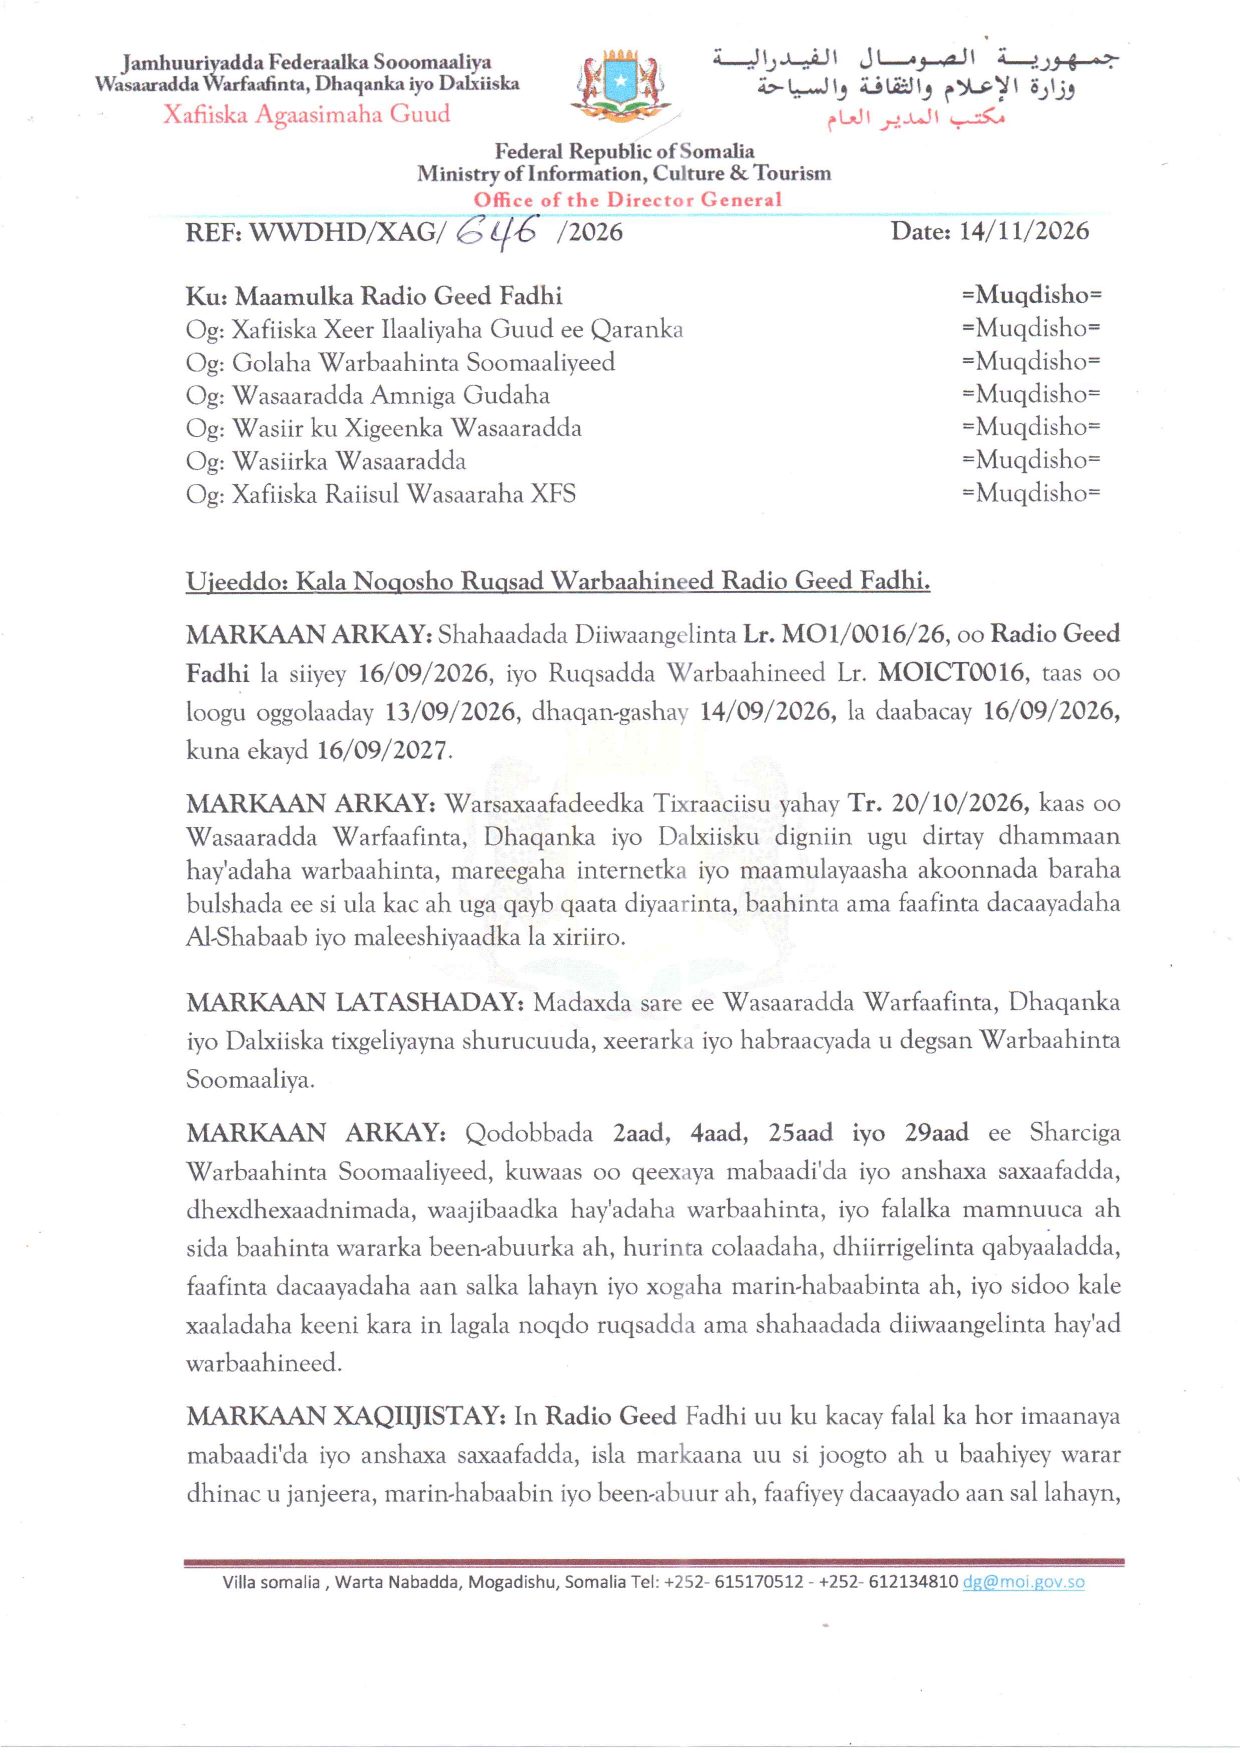 Jamhuuriyadda Federaalka Sooomaaliya
Wasaaradda Warfaafinta, Dhaqanka iyo Dalxiiska
Xafiiska Agaasimaha Guud
جمهورية الصومال الفيدرالية
وزارة الإعلام والثقافة والسياحة
مكتب المدير العام
Federal Republic of Somalia
Ministry of Information, Culture & Tourism
Office of the Director General
REF: WWDHD/XAG/ 646 /2026 Date: 14/11/2026
Ku: Maamulka Radio Geed Fadhi =Muqdisho=
Og: Xafiiska Xeer Ilaaliyaha Guud ee Qaranka =Muqdisho=
Og: Golaha Warbaahinta Soomaaliyeed =Muqdisho=
Og: Wasaaradda Amniga Gudaha =Muqdisho=
Og: Wasiir ku Xigeenka Wasaaradda =Muqdisho=
Og: Wasiirka Wasaaradda =Muqdisho=
Og: Xafiiska Raiisul Wasaaraha XFS =Muqdisho=
Ujeeddo: Kala Noqosho Ruqsad Warbaahineed Radio Geed Fadhi.
MARKAAN ARKAY: Shahaadada Diiwaangelinta Lr. MO1/0016/26, oo Radio Geed
Fadhi la siiyey 16/09/2026, iyo Ruqsadda Warbaahineed Lr. MOICT0016, taas oo
loogu oggolaaday 13/09/2026, dhaqan-gashay 14/09/2026, la daabacay 16/09/2026,
kuna ekayd 16/09/2027.
MARKAAN ARKAY: Warsaxaafadeedka Tixraaciisu yahay Tr. 20/10/2026, kaas oo
Wasaaradda Warfaafinta, Dhaqanka iyo Dalxiisku digniin ugu dirtay dhammaan
hay'adaha warbaahinta, mareegaha internetka iyo maamulayaasha akoonnada baraha
bulshada ee si ula kac ah uga qayb qaata diyaarinta, baahinta ama faafinta dacaayadaha
Al-Shabaab iyo maleeshiyaadka la xiriiro.
MARKAAN LATASHADAY: Madaxda sare ee Wasaaradda Warfaafinta, Dhaqanka
iyo Dalxiiska tixgeliyayna shurucuuda, xeerarka iyo habraacyada u degsan Warbaahinta
Soomaaliya.
MARKAAN ARKAY: Qodobbada 2aad, 4aad, 25aad iyo 29aad ee Sharciga
Warbaahinta Soomaaliyeed, kuwaas oo qeexaya mabaadi'da iyo anshaxa saxaafadda,
dhexdhexaadnimada, waajibaadka hay'adaha warbaahinta, iyo falalka mamnuuca ah
sida baahinta wararka been-abuurka ah, hurinta colaadaha, dhiirrigelinta qabyaaladda,
faafinta dacaayadaha aan salka lahayn iyo xogaha marin-habaabinta ah, iyo sidoo kale
xaaladaha keeni kara in lagala noqdo ruqsadda ama shahaadada diiwaangelinta hay'ad
warbaahineed.
MARKAAN XAQIIJISTAY: In Radio Geed Fadhi uu ku kacay falal ka hor imaanaya
mabaadi'da iyo anshaxa saxaafadda, isla markaana uu si joogto ah u baahiyey warar
dhinac u janjeera, marin-habaabin iyo been-abuur ah, faafiyey dacaayado aan sal lahayn,
Villa somalia , Warta Nabadda, Mogadishu, Somalia Tel: +252- 615170512 - +252- 612134810 dg@moi.gov.so